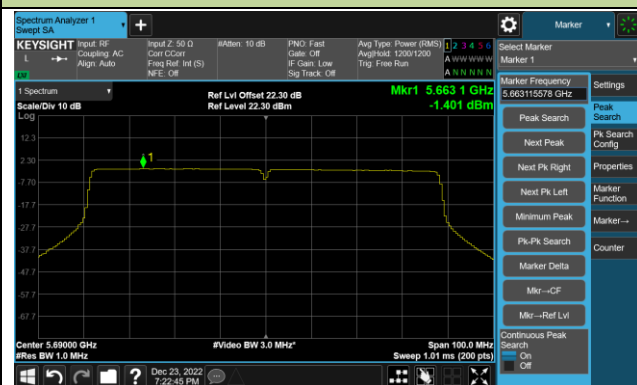 Spectrum Analyzer 1
Swept SA
+
Marker
KEYSIGHT
L
LXI
Input: RF
Coupling: AC
Align: Auto
Input Z: 50 Ω
Corr CCorr
Freq Ref: Int (S)
NFE: Off
#Atten: 10 dB
PNO: Fast
Gate: Off
IF Gain: Low
Sig Track: Off
Avg Type: Power (RMS)
Avg|Hold: 1200/1200
Trig: Free Run
1 2 3 4 5 6
A W W W W W
A N N N N N
Select Marker
Marker 1
1 Spectrum
Scale/Div 10 dB
Log
Ref Lvl Offset 22.30 dB
Ref Level 22.30 dBm
Mkr1 5.663 1 GHz
-1.401 dBm
12.3
2.30
-7.70
-17.7
-27.7
-37.7
-47.7
-57.7
-67.7
1
Center 5.69000 GHz
#Res BW 1.0 MHz
#Video BW 3.0 MHz*
Span 100.0 MHz
Sweep 1.01 ms (200 pts)
Marker Frequency
5.663115578 GHz
Peak Search
Next Peak
Next Pk Right
Next Pk Left
Minimum Peak
Pk-Pk Search
Marker Delta
Mkr→CF
Mkr→Ref Lvl
Continuous Peak
Search
On
Off
Settings
Peak
Search
Pk Search
Config
Properties
Marker
Function
Marker→
Counter
?
Dec 23, 2022
7:22:45 PM